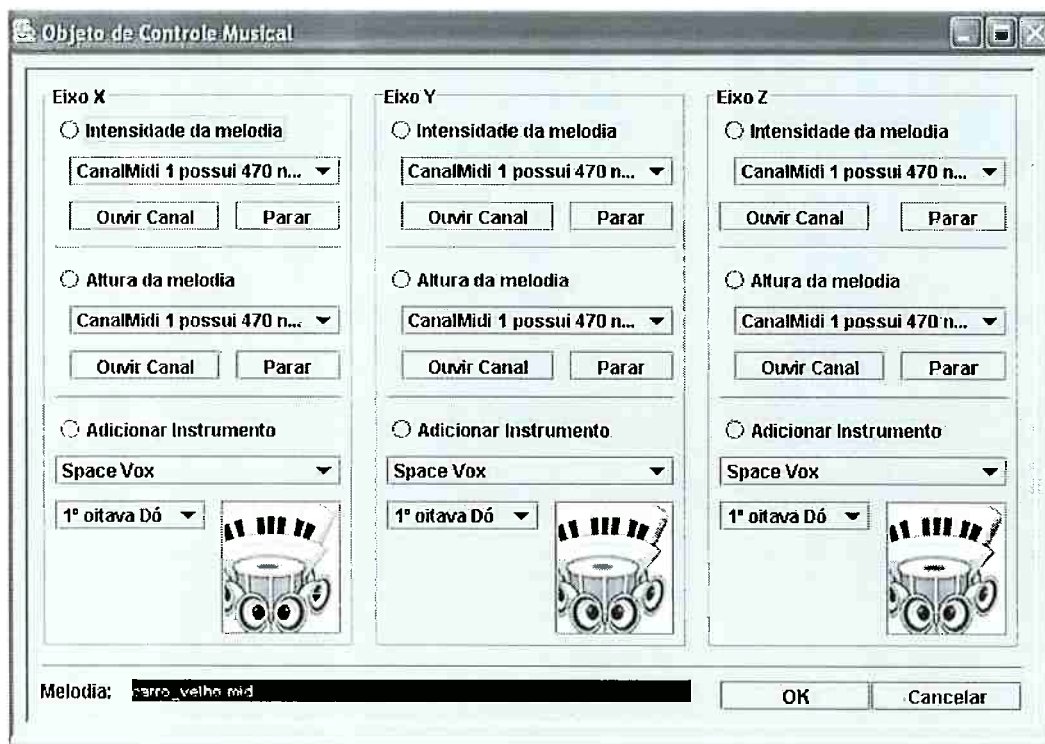 Objeto de Controle Musical
Eixo X
Intensidade da melodia
CanalMidi 1 possui 470 n...
Ouvir Canal Parar
Altura da melodia
CanalMidi 1 possui 470 n...
Ouvir Canal Parar
Adicionar Instrumento
Space Vox
1º oitava Dó
Eixo Y
Intensidade da melodia
CanalMidi 1 possui 470 n...
Ouvir Canal Parar
Altura da melodia
CanalMidi 1 possui 470 n...
Ouvir Canal Parar
Adicionar Instrumento
Space Vox
1º oitava Dó
Eixo Z
Intensidade da melodia
CanalMidi 1 possui 470 n...
Ouvir Canal Parar
Altura da melodia
CanalMidi 1 possui 470 n...
Ouvir Canal Parar
Adicionar Instrumento
Space Vox
1º oitava Dó
Melodia: carro_velho.mid
OK Cancelar